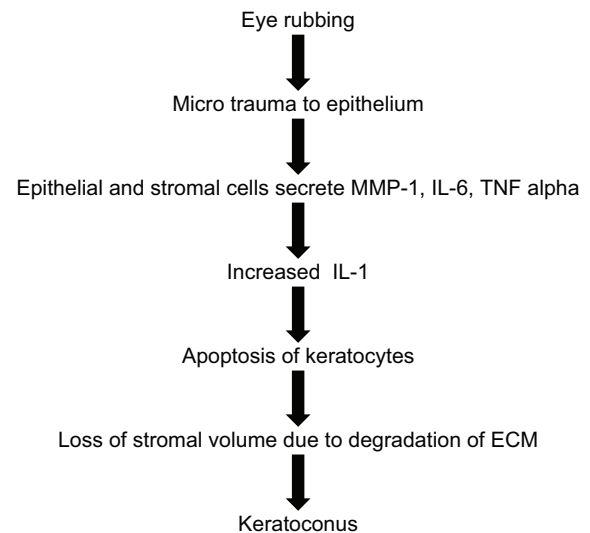 Eye rubbing
Micro trauma to epithelium
Epithelial and stromal cells secrete MMP-1, IL-6, TNF alpha
Increased IL-1
Apoptosis of keratocytes
Loss of stromal volume due to degradation of ECM
Keratoconus